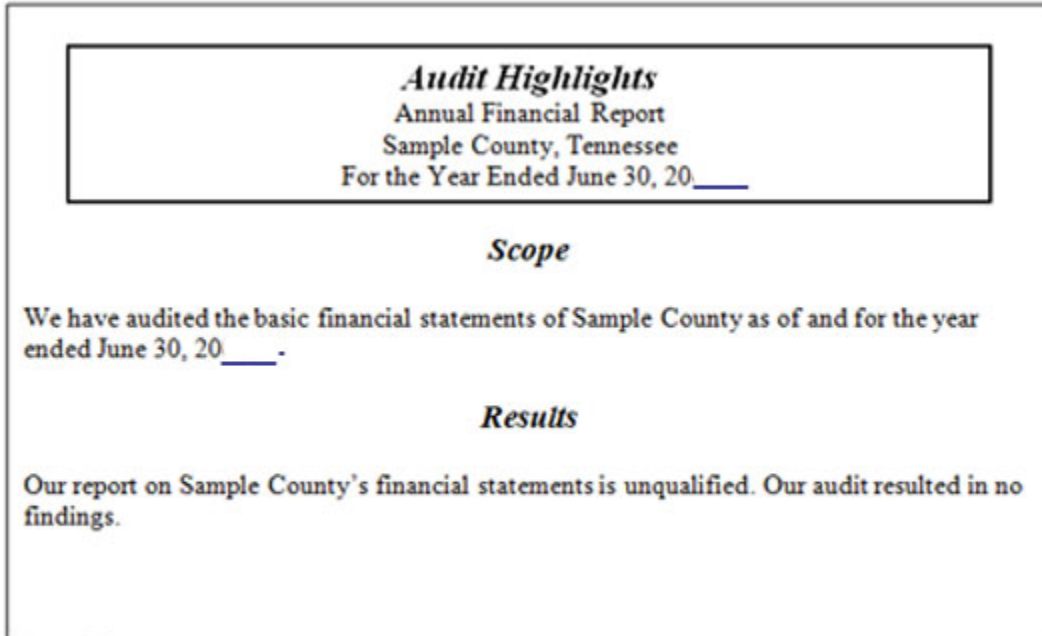 Audit Highlights
Annual Financial Report
Sample County, Tennessee
For the Year Ended June 30, 20____
Scope
We have audited the basic financial statements of Sample County as of and for the year
ended June 30, 20____.
Results
Our report on Sample County's financial statements is unqualified. Our audit resulted in no
findings.